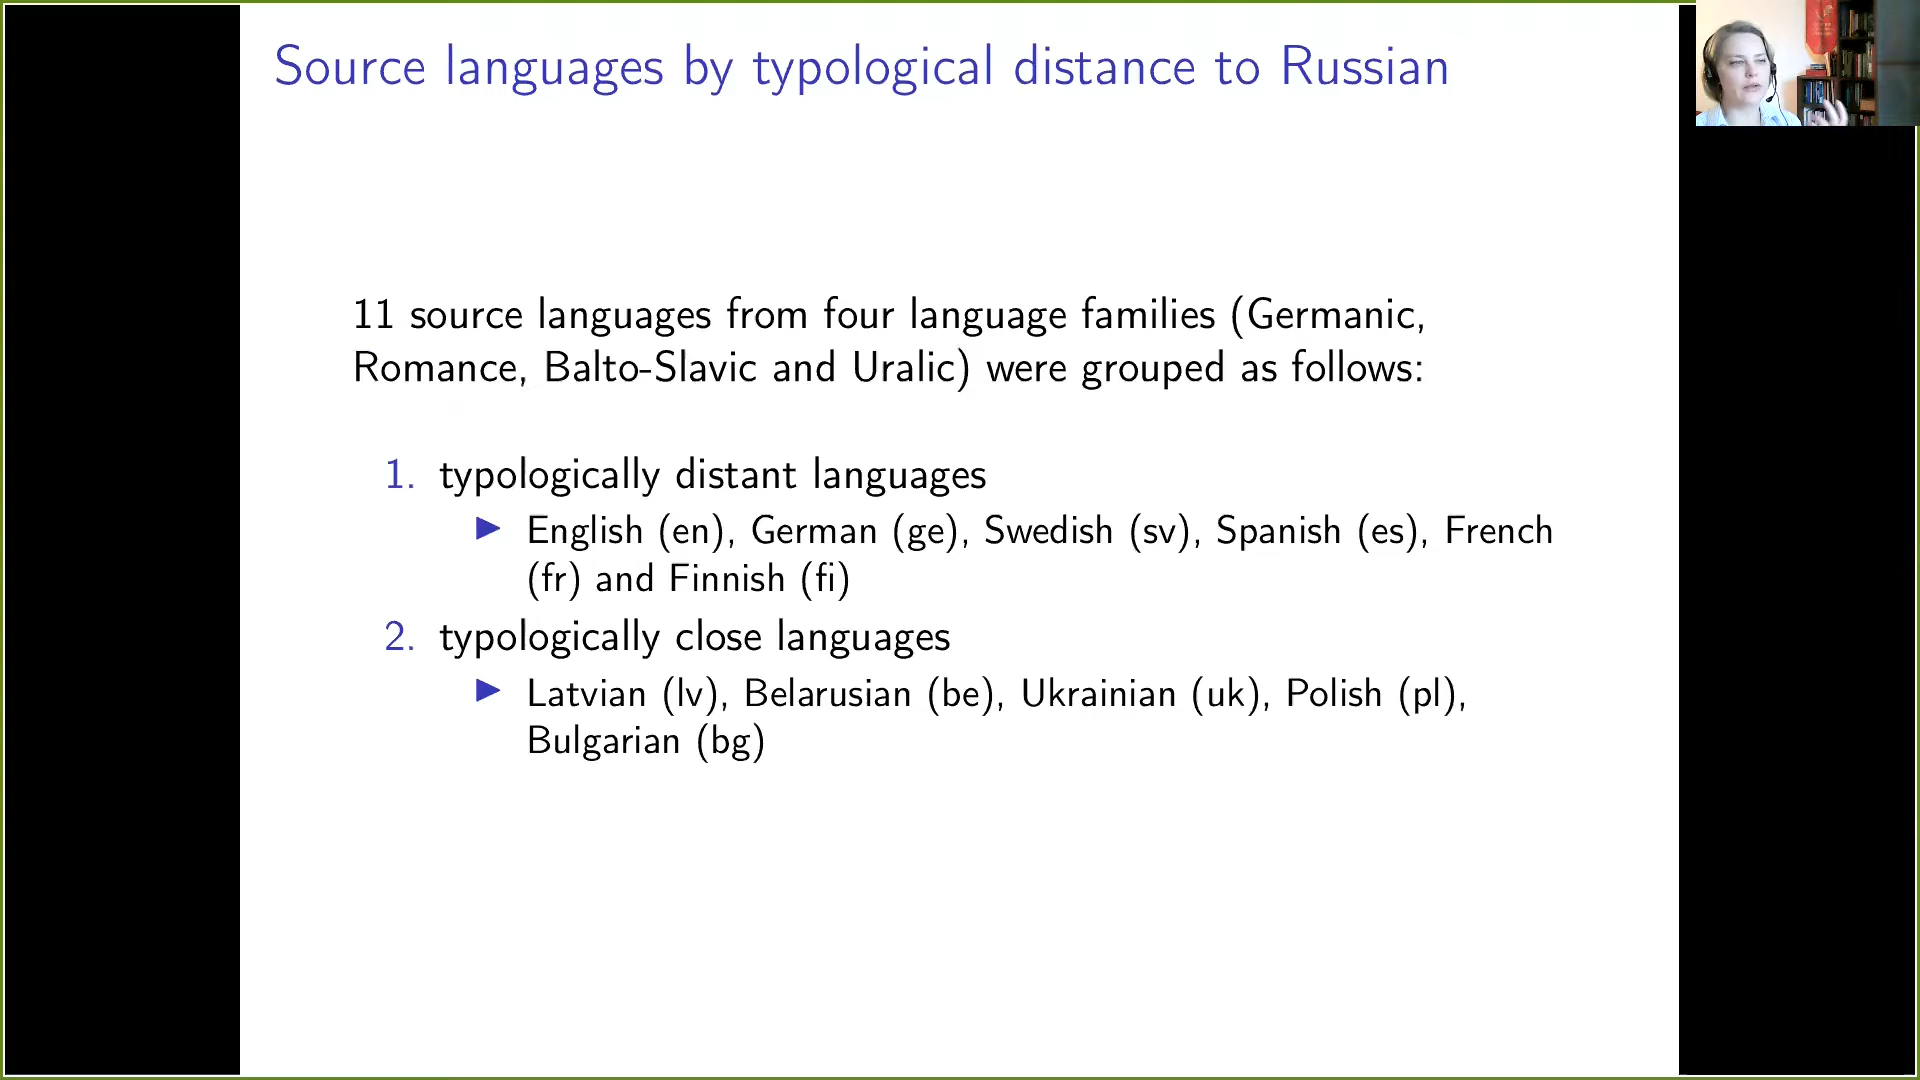 Source languages by typological distance to Russian
11 source languages from four language families (Germanic,
Romance, Balto-Slavic and Uralic) were grouped as follows:
1. typologically distant languages
▶ English (en), German (ge), Swedish (sv), Spanish (es), French
(fr) and Finnish (fi)
2. typologically close languages
▶ Latvian (lv), Belarusian (be), Ukrainian (uk), Polish (pl),
Bulgarian (bg)